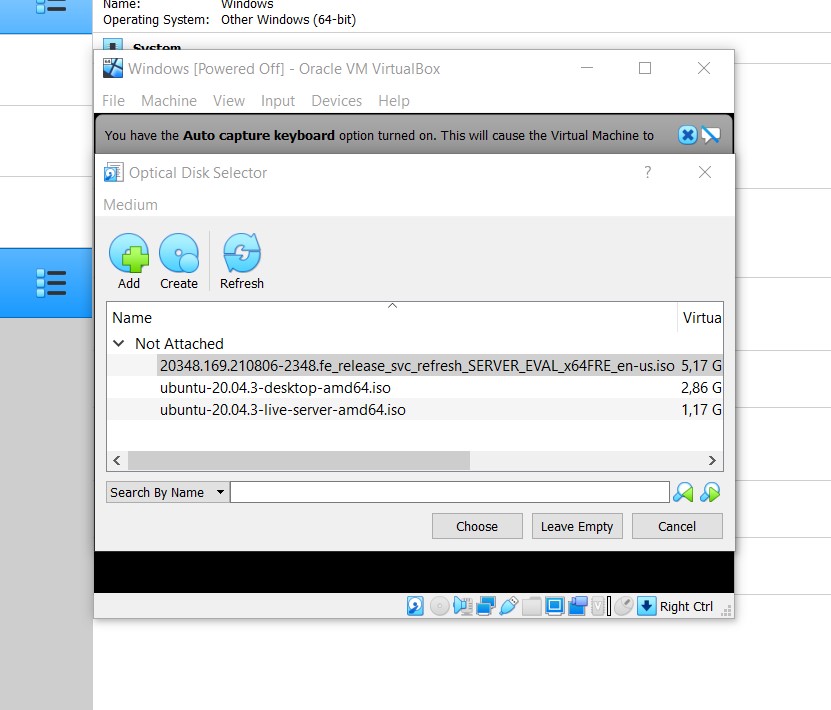 Name: Windows
Operating System: Other Windows (64-bit)
System
Windows [Powered Off] - Oracle VM VirtualBox
File Machine View Input Devices Help
You have the Auto capture keyboard option turned on. This will cause the Virtual Machine to
Optical Disk Selector
?
Medium
Add Create Refresh
Name Virtua
Not Attached
20348.169.210806-2348.fe_release_svc_refresh_SERVER_EVAL_x64FRE_en-us.iso 5,17 G
ubuntu-20.04.3-desktop-amd64.iso 2,86 G
ubuntu-20.04.3-live-server-amd64.iso 1,17 G
Search By Name
Choose Leave Empty Cancel
Right Ctrl